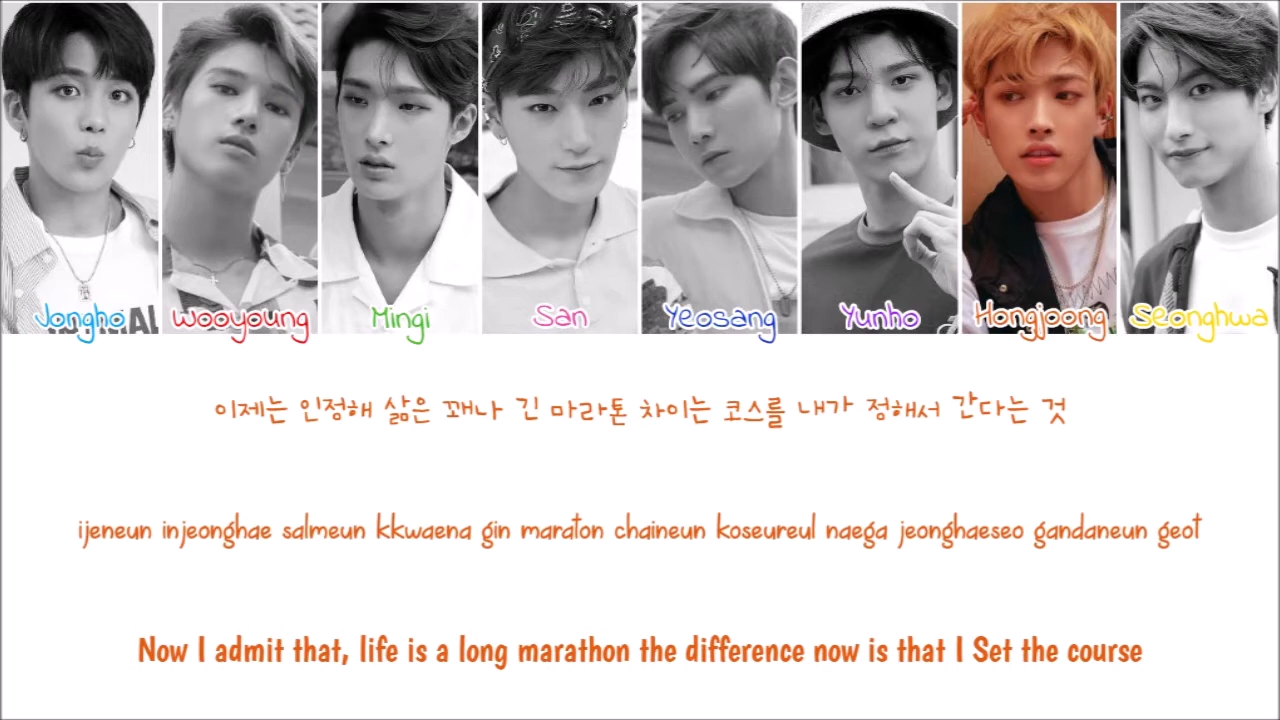 Jongho Wooyoung Mingi San Yeosang Yunho Hongjoong Seonghwa
이제는 인정해 삶은 꽤나 긴 마라톤 차이는 코스를 내가 정해서 간다는 것
ijeneun injeonghae salmeun kkwaena gin maraton chaineun koseureul naega jeonghaeseo gandaneun geot
Now I admit that, life is a long marathon the difference now is that I Set the course